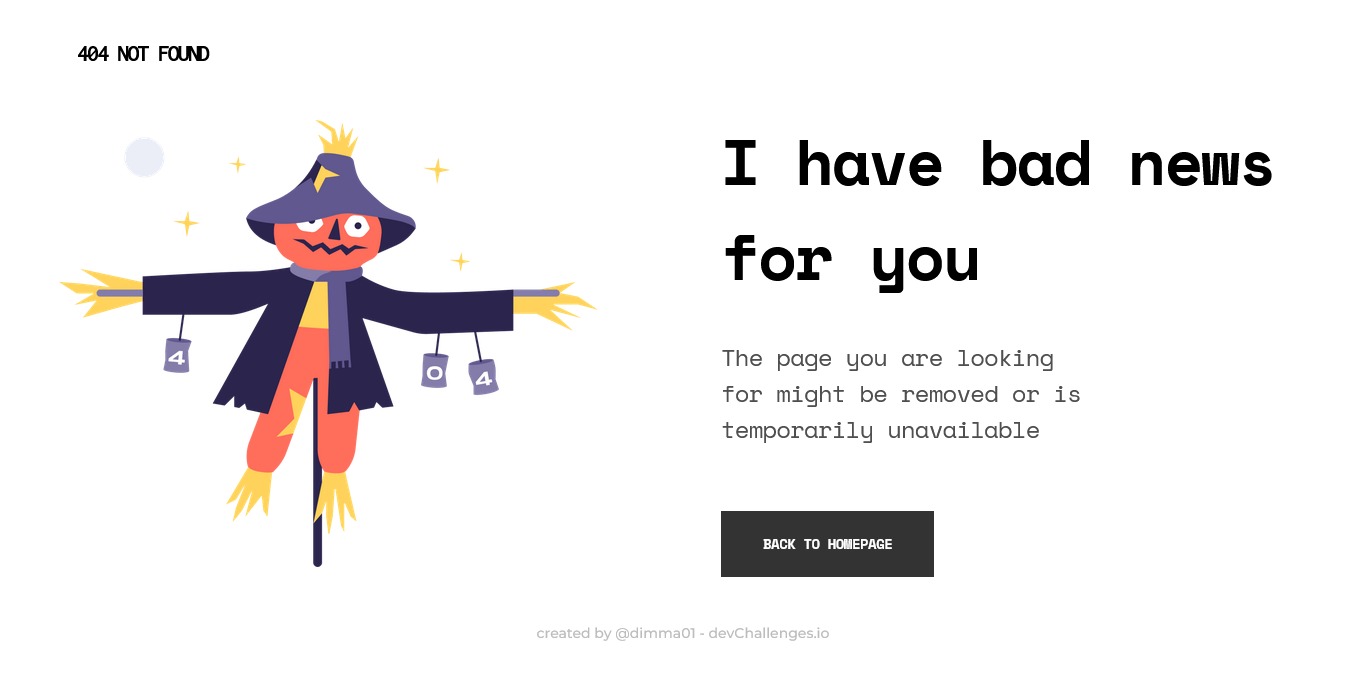 404 NOT FOUND
I have bad news
for you
4
0
4
The page you are looking
for might be removed or is
temporarily unavailable
BACK TO HOMEPAGE
created by @dimma01 - devChallenges.io